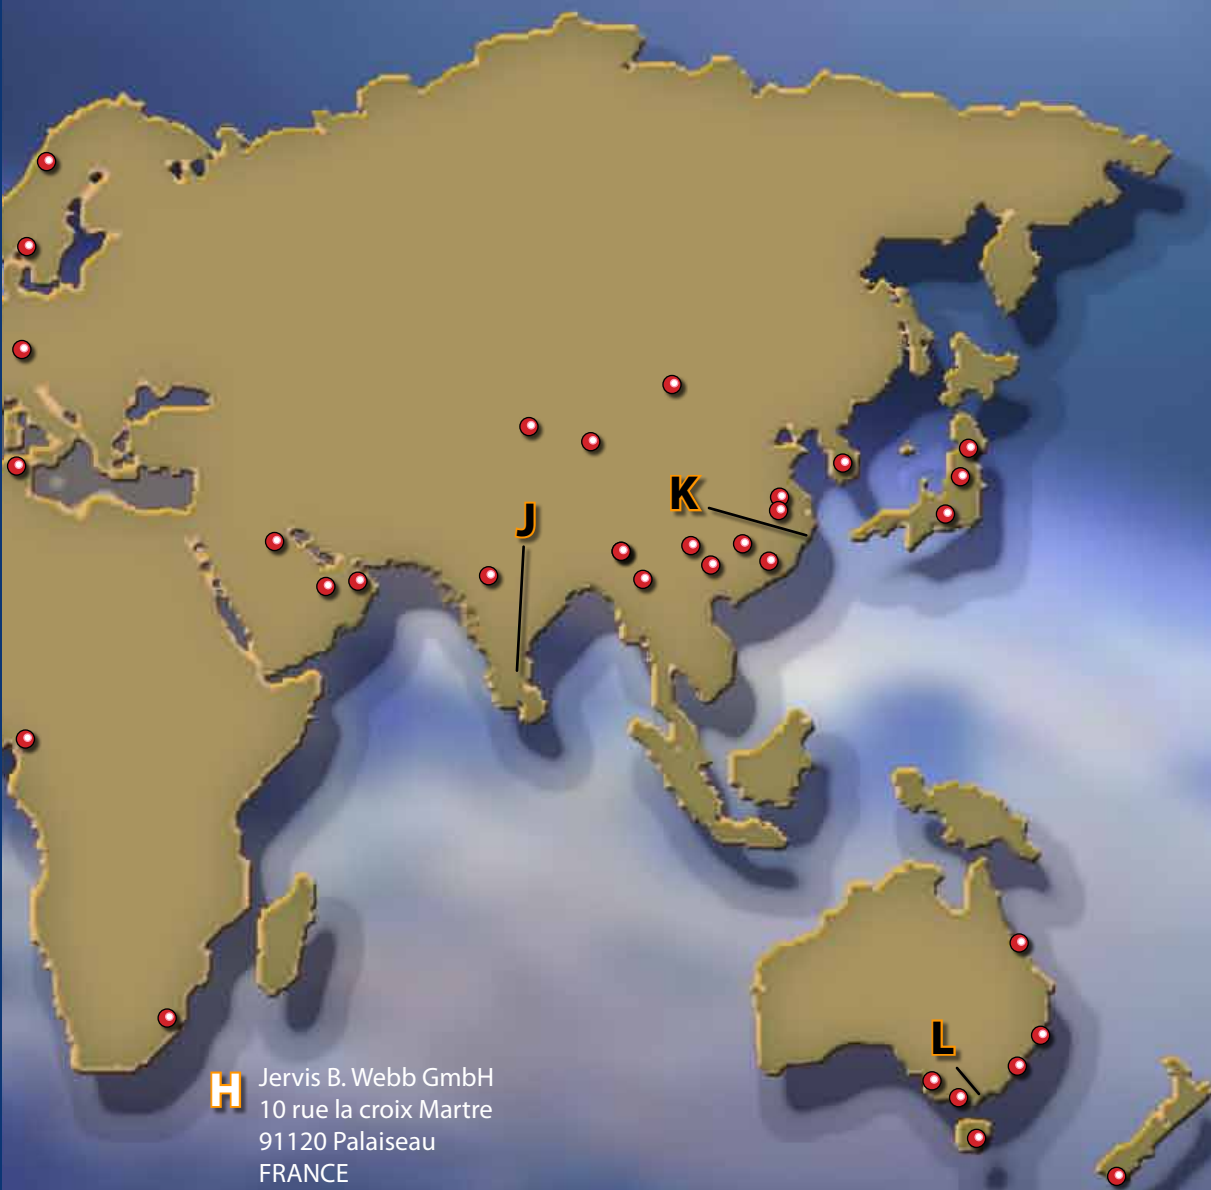 K
J
L
H Jervis B. Webb GmbH
10 rue la croix Martre
91120 Palaiseau
FRANCE